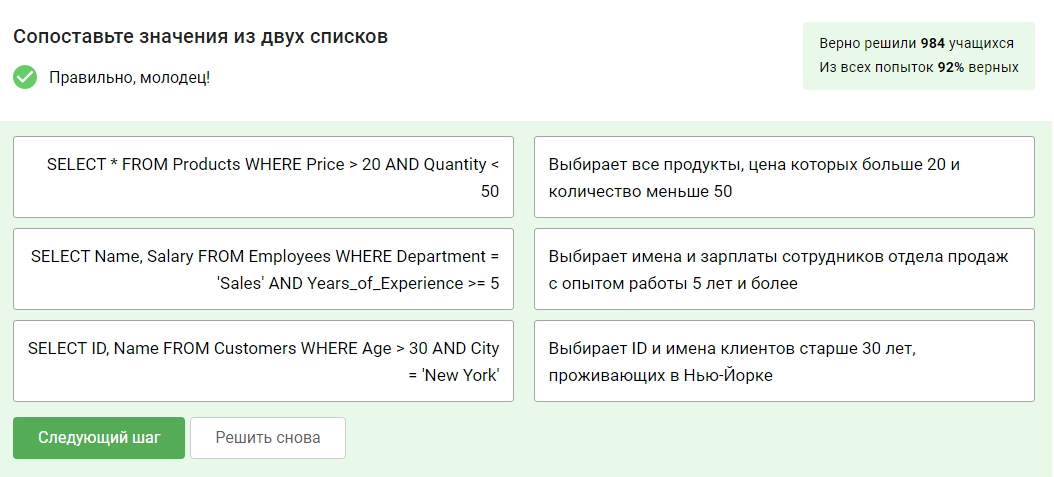 Сопоставьте значения из двух списков
Правильно, молодец!
Верно решили 984 учащихся
Из всех попыток 92% верных
SELECT * FROM Products WHERE Price > 20 AND Quantity <
50
Выбирает все продукты, цена которых больше 20 и
количество меньше 50
SELECT Name, Salary FROM Employees WHERE Department =
'Sales' AND Years_of_Experience >= 5
Выбирает имена и зарплаты сотрудников отдела продаж
с опытом работы 5 лет и более
SELECT ID, Name FROM Customers WHERE Age > 30 AND City
= 'New York'
Выбирает ID и имена клиентов старше 30 лет,
проживающих в Нью-Йорке
Следующий шаг
Решить снова